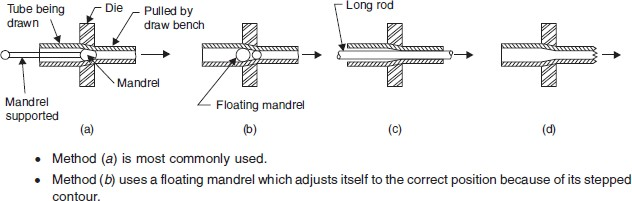 Tube being drawn
Die
Pulled by draw bench
Long rod
Mandrel
Mandrel supported
Floating mandrel
(a)
(b)
(c)
(d)
• Method (a) is most commonly used.
• Method (b) uses a floating mandrel which adjusts itself to the correct position because of its stepped
contour.